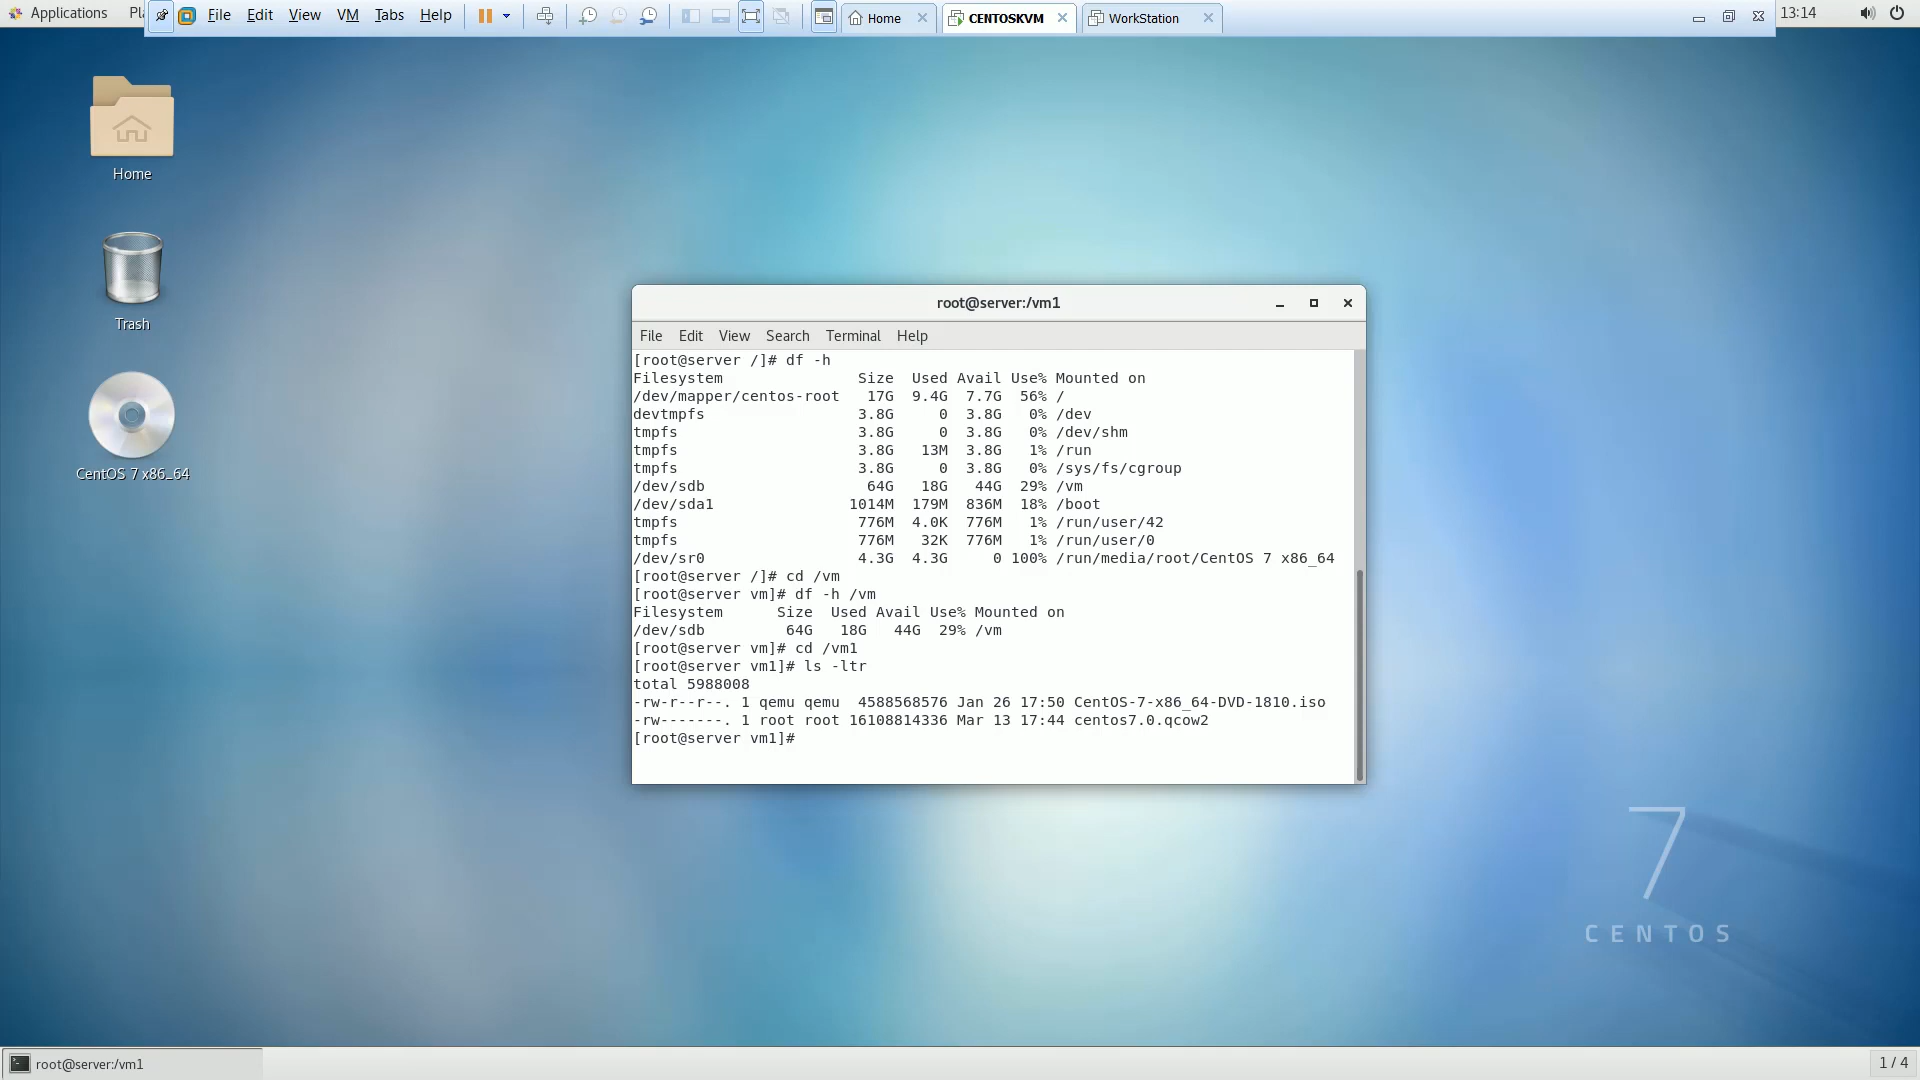 Applications
Pl
File Edit View VM Tabs Help
Home
CENTOSKVM
WorkStation
13:14
Home
Trash
CentOS 7 x86_64
root@server:/vm1
File Edit View Search Terminal Help
[root@server /]# df -h
Filesystem               Size  Used Avail Use% Mounted on
/dev/mapper/centos-root   17G  9.4G  7.7G  56% /
devtmpfs                 3.8G     0  3.8G   0% /dev
tmpfs                    3.8G     0  3.8G   0% /dev/shm
tmpfs                    3.8G   13M  3.8G   1% /run
tmpfs                    3.8G     0  3.8G   0% /sys/fs/cgroup
/dev/sdb                  64G   18G   44G  29% /vm
/dev/sda1               1014M  179M  836M  18% /boot
tmpfs                    776M  4.0K  776M   1% /run/user/42
tmpfs                    776M   32K  776M   1% /run/user/0
/dev/sr0                 4.3G  4.3G     0 100% /run/media/root/CentOS 7 x86_64
[root@server /]# cd /vm
[root@server vm]# df -h /vm
Filesystem      Size  Used Avail Use% Mounted on
/dev/sdb         64G   18G   44G  29% /vm
[root@server vm]# cd /vm1
[root@server vm1]# ls -ltr
total 5988008
-rw-r--r--. 1 qemu qemu  4588568576 Jan 26 17:50 CentOS-7-x86_64-DVD-1810.iso
-rw-------. 1 root root 16108814336 Mar 13 17:44 centos7.0.qcow2
[root@server vm1]#
7
CENTOS
root@server:/vm1
1 / 4